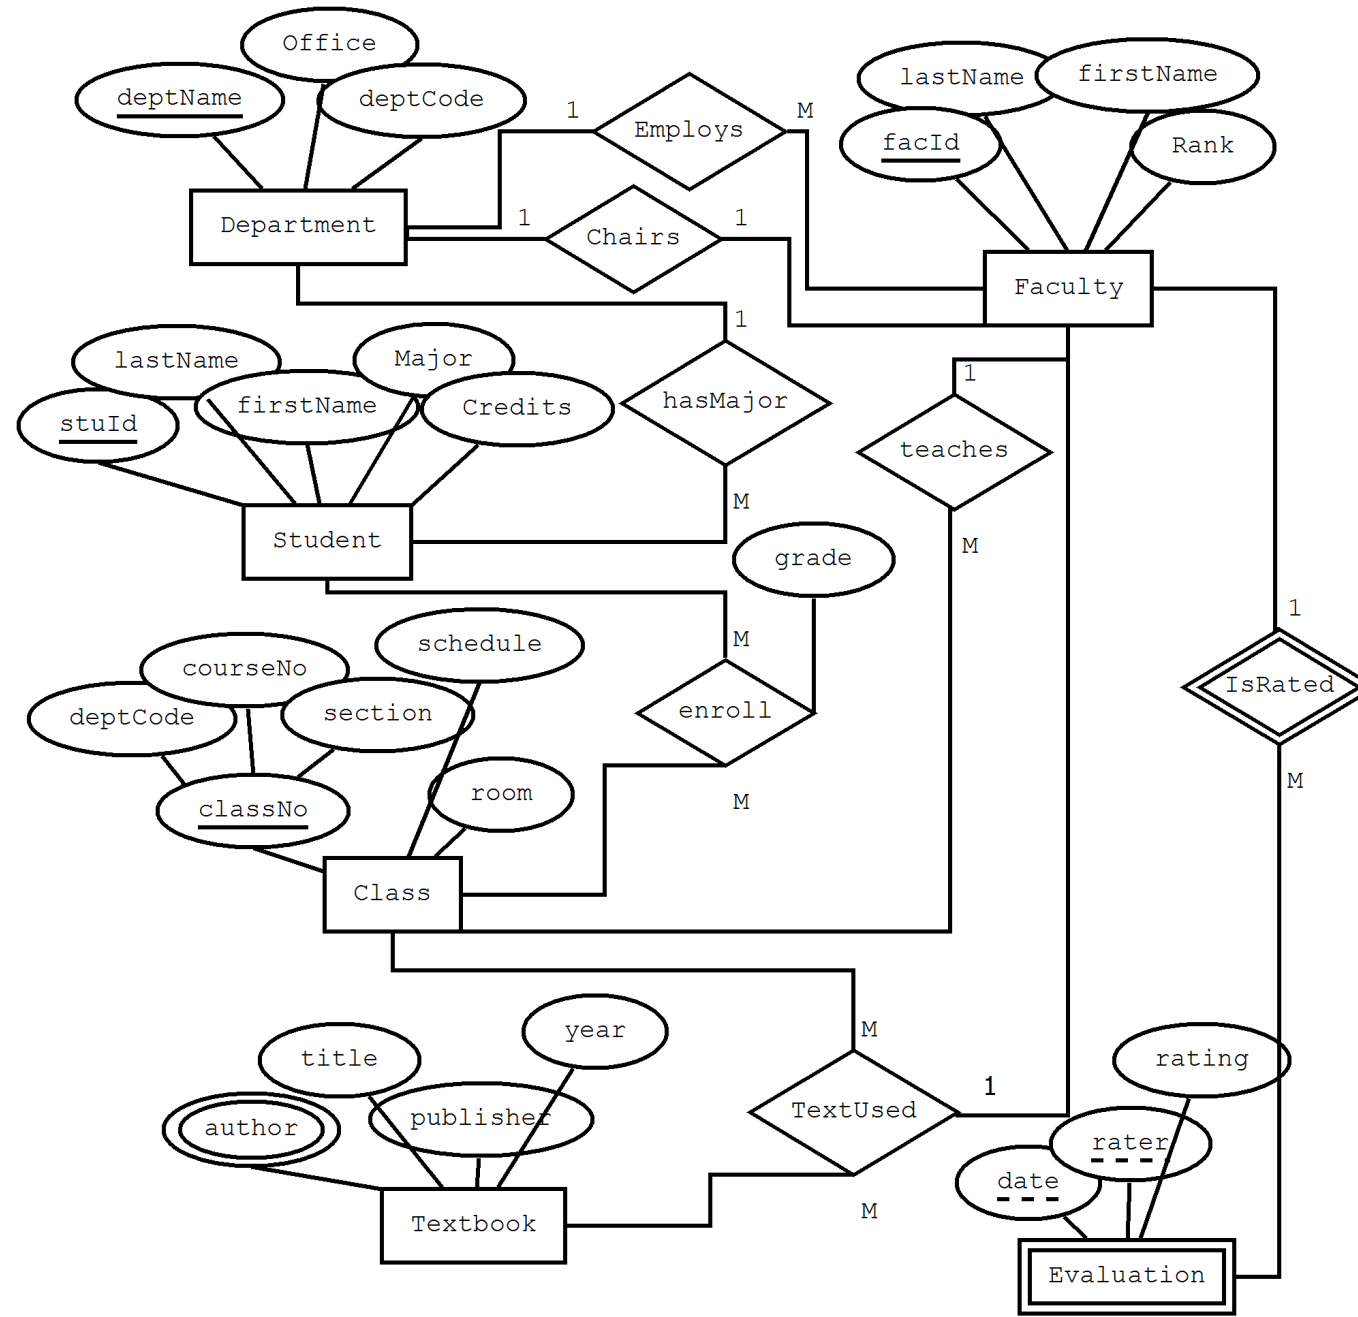 Office
deptName
deptCode
lastName
firstName
facId
Rank
1
Employs
M
Department
1
Chairs
1
Faculty
1
lastName
Major
firstName
Credits
stuId
hasMajor
1
teaches
M
Student
M
grade
1
schedule
M
courseNo
deptCode
section
enroll
IsRated
room
M
classNo
M
Class
M
year
title
rating
1
publisher
author
TextUsed
rater
date
M
Textbook
Evaluation